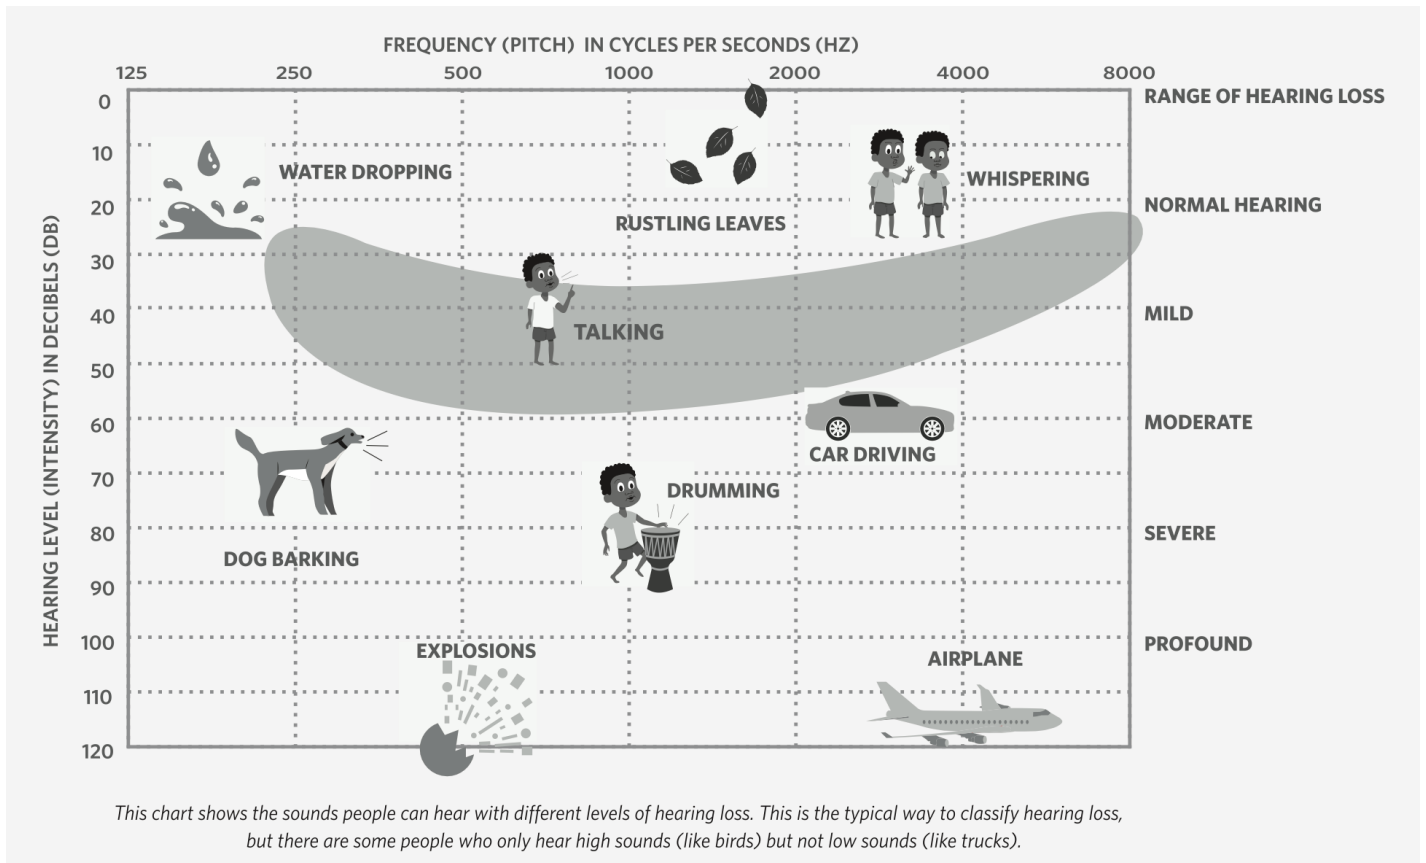 FREQUENCY (PITCH) IN CYCLES PER SECONDS (HZ)
125 250 500 1000 2000 4000 8000
HEARING LEVEL (INTENSITY) IN DECIBELS (DB)
0
10
20
30
40
50
60
70
80
90
100
110
120
RANGE OF HEARING LOSS
NORMAL HEARING
MILD
MODERATE
SEVERE
PROFOUND
WATER DROPPING
WHISPERING
RUSTLING LEAVES
TALKING
CAR DRIVING
DRUMMING
DOG BARKING
EXPLOSIONS
AIRPLANE
This chart shows the sounds people can hear with different levels of hearing loss. This is the typical way to classify hearing loss,
but there are some people who only hear high sounds (like birds) but not low sounds (like trucks).